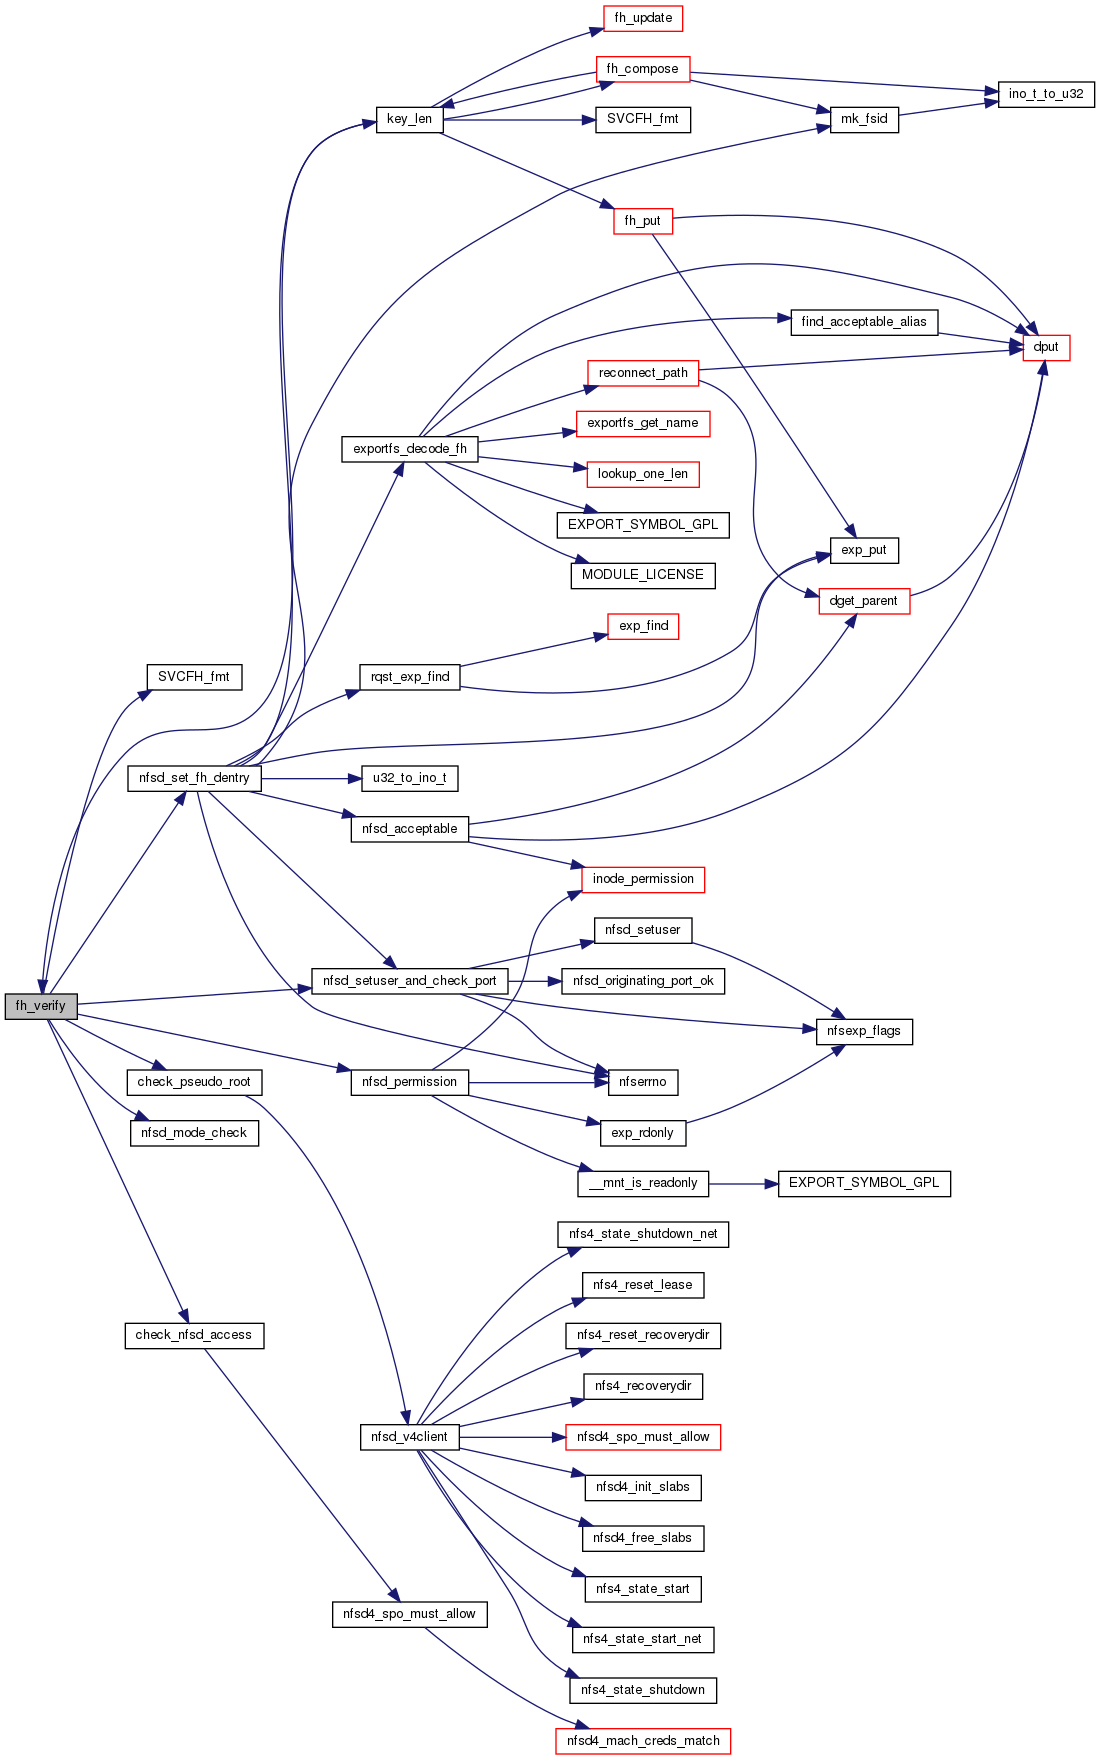 fh_update
fh_compose
ino_t_to_u32
key_len
SVCFH_fmt
mk_fsid
fh_put
find_acceptable_alias
dput
reconnect_path
exportfs_get_name
exportfs_decode_fh
lookup_one_len
EXPORT_SYMBOL_GPL
exp_put
MODULE_LICENSE
dget_parent
exp_find
SVCFH_fmt
rqst_exp_find
nfsd_set_fh_dentry
u32_to_ino_t
nfsd_acceptable
inode_permission
nfsd_setuser
nfsd_setuser_and_check_port
nfsd_originating_port_ok
fh_verify
nfsexp_flags
check_pseudo_root
nfsd_permission
nfserrno
nfsd_mode_check
exp_rdonly
__mnt_is_readonly
EXPORT_SYMBOL_GPL
nfs4_state_shutdown_net
nfs4_reset_lease
check_nfsd_access
nfs4_reset_recoverydir
nfs4_recoverydir
nfsd_v4client
nfsd4_spo_must_allow
nfsd4_init_slabs
nfsd4_free_slabs
nfs4_state_start
nfsd4_spo_must_allow
nfs4_state_start_net
nfs4_state_shutdown
nfsd4_mach_creds_match